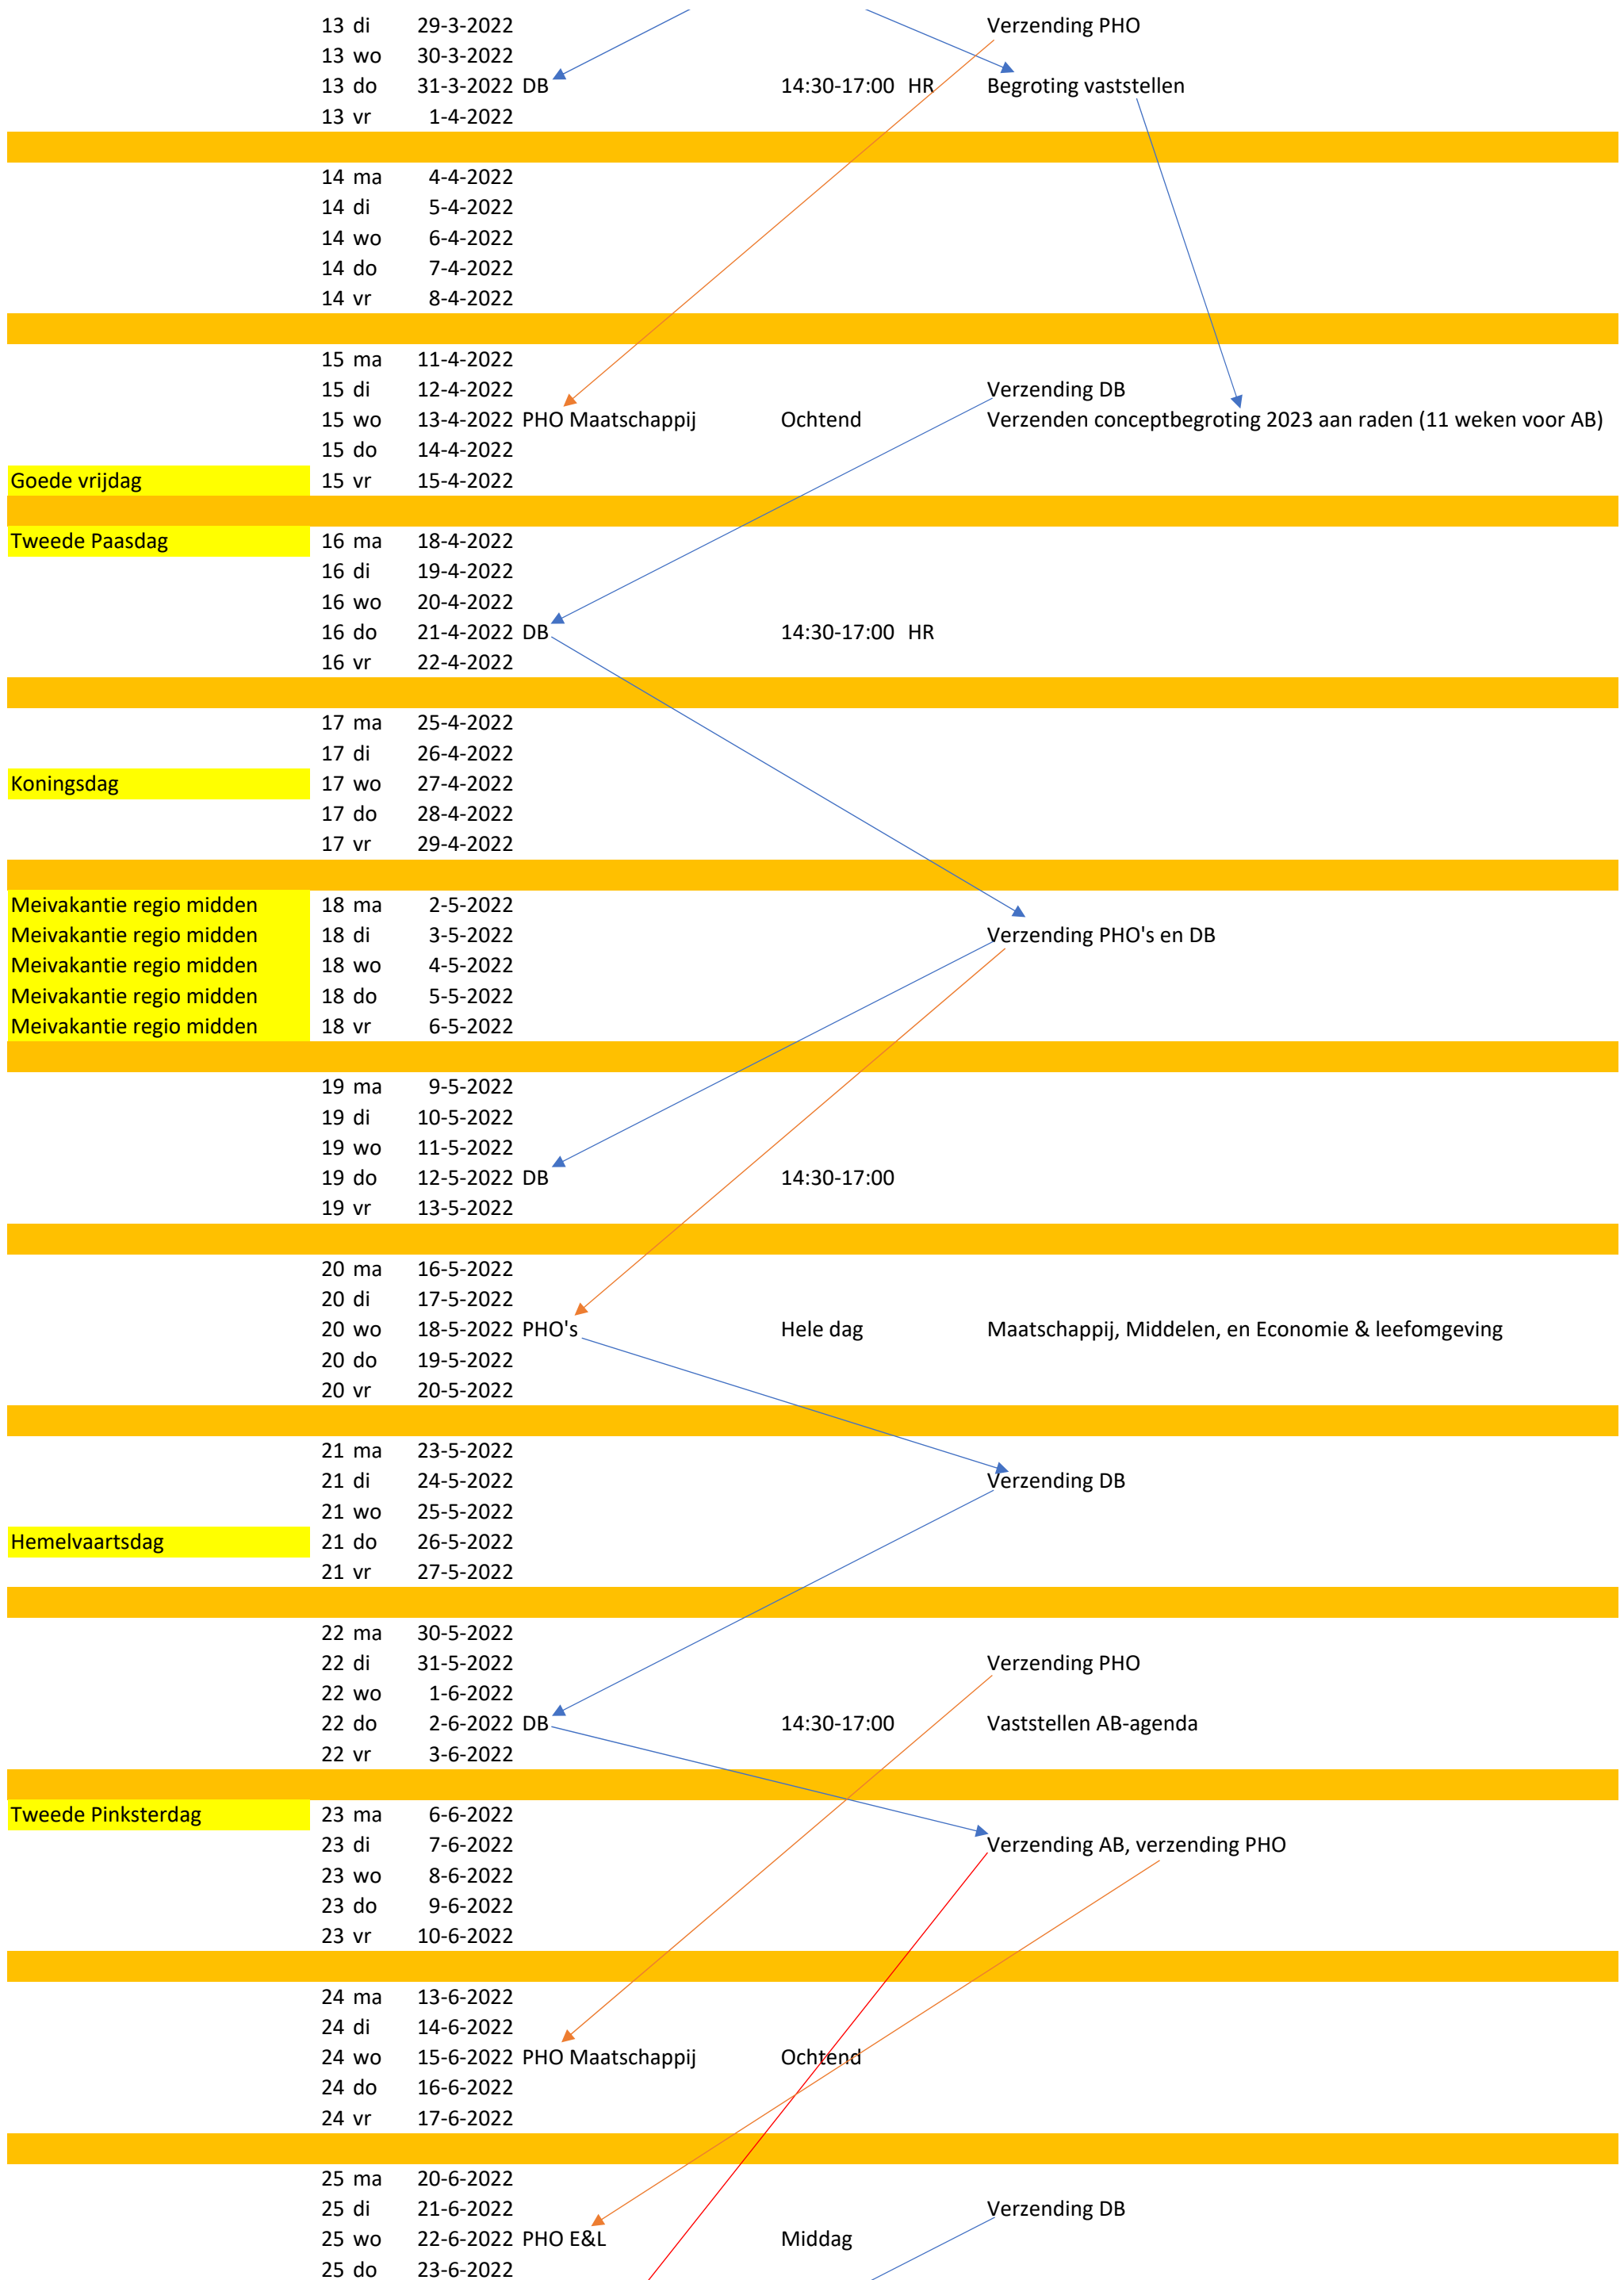 13 di 29-3-2022 Verzending PHO
13 wo 30-3-2022
13 do 31-3-2022 DB 14:30-17:00 HR Begroting vaststellen
13 vr 1-4-2022
14 ma 4-4-2022
14 di 5-4-2022
14 wo 6-4-2022
14 do 7-4-2022
14 vr 8-4-2022
15 ma 11-4-2022
15 di 12-4-2022 Verzending DB
15 wo 13-4-2022 PHO Maatschappij Ochtend Verzenden conceptbegroting 2023 aan raden (11 weken voor AB)
15 do 14-4-2022
Goede vrijdag 15 vr 15-4-2022
Tweede Paasdag 16 ma 18-4-2022
16 di 19-4-2022
16 wo 20-4-2022
16 do 21-4-2022 DB 14:30-17:00 HR
16 vr 22-4-2022
17 ma 25-4-2022
17 di 26-4-2022
Koningsdag 17 wo 27-4-2022
17 do 28-4-2022
17 vr 29-4-2022
Meivakantie regio midden 18 ma 2-5-2022
Meivakantie regio midden 18 di 3-5-2022 Verzending PHO's en DB
Meivakantie regio midden 18 wo 4-5-2022
Meivakantie regio midden 18 do 5-5-2022
Meivakantie regio midden 18 vr 6-5-2022
19 ma 9-5-2022
19 di 10-5-2022
19 wo 11-5-2022
19 do 12-5-2022 DB 14:30-17:00
19 vr 13-5-2022
20 ma 16-5-2022
20 di 17-5-2022
20 wo 18-5-2022 PHO's Hele dag Maatschappij, Middelen, en Economie & leefomgeving
20 do 19-5-2022
20 vr 20-5-2022
21 ma 23-5-2022
21 di 24-5-2022 Verzending DB
21 wo 25-5-2022
Hemelvaartsdag 21 do 26-5-2022
21 vr 27-5-2022
22 ma 30-5-2022
22 di 31-5-2022 Verzending PHO
22 wo 1-6-2022
22 do 2-6-2022 DB 14:30-17:00 Vaststellen AB-agenda
22 vr 3-6-2022
Tweede Pinksterdag 23 ma 6-6-2022
23 di 7-6-2022 Verzending AB, verzending PHO
23 wo 8-6-2022
23 do 9-6-2022
23 vr 10-6-2022
24 ma 13-6-2022
24 di 14-6-2022
24 wo 15-6-2022 PHO Maatschappij Ochtend
24 do 16-6-2022
24 vr 17-6-2022
25 ma 20-6-2022
25 di 21-6-2022 Verzending DB
25 wo 22-6-2022 PHO E&L Middag
25 do 23-6-2022